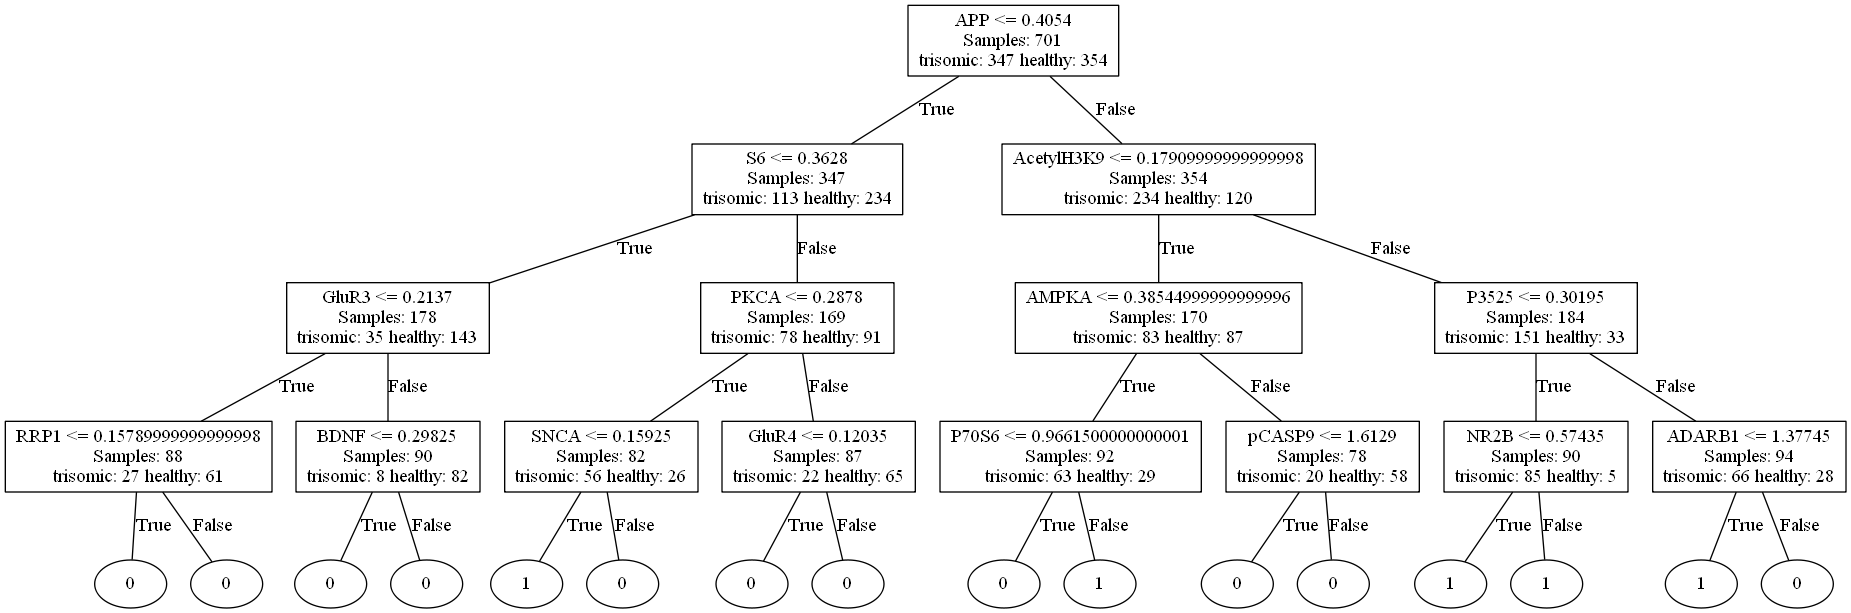 APP <= 0.4054
Samples: 701
trisomic: 347 healthy: 354
True
False
S6 <= 0.3628
Samples: 347
trisomic: 113 healthy: 234
AcetylH3K9 <= 0.17909999999999998
Samples: 354
trisomic: 234 healthy: 120
True
False
True
False
GluR3 <= 0.2137
Samples: 178
trisomic: 35 healthy: 143
PKCA <= 0.2878
Samples: 169
trisomic: 78 healthy: 91
AMPKA <= 0.38544999999999996
Samples: 170
trisomic: 83 healthy: 87
P3525 <= 0.30195
Samples: 184
trisomic: 151 healthy: 33
True
False
True
False
True
False
True
False
RRP1 <= 0.15789999999999998
Samples: 88
trisomic: 27 healthy: 61
BDNF <= 0.29825
Samples: 90
trisomic: 8 healthy: 82
SNCA <= 0.15925
Samples: 82
trisomic: 56 healthy: 26
GluR4 <= 0.12035
Samples: 87
trisomic: 22 healthy: 65
P70S6 <= 0.9661500000000001
Samples: 92
trisomic: 63 healthy: 29
pCASP9 <= 1.6129
Samples: 78
trisomic: 20 healthy: 58
NR2B <= 0.57435
Samples: 90
trisomic: 85 healthy: 5
ADARB1 <= 1.37745
Samples: 94
trisomic: 66 healthy: 28
True
False
True
False
True
False
True
False
True
False
True
False
True
False
True
False
0
0
0
0
1
0
0
0
0
1
0
0
1
1
1
0